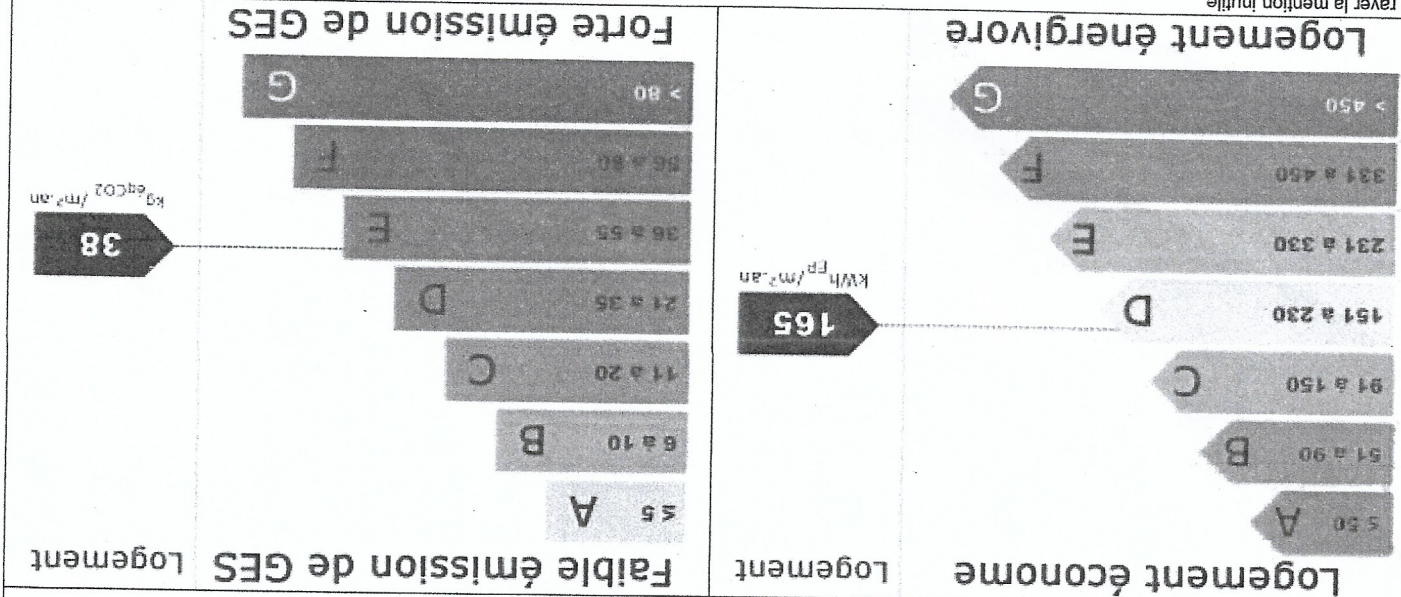 Logement économe Logement
≤ 50 A
51 à 90 B
91 à 150 C
151 à 230 D
165
kWhEP/m².an
231 à 330 E
331 à 450 F
> 450 G
Logement énergivore
Faible émission de GES Logement
≤ 5 A
6 à 10 B
11 à 20 C
21 à 35 D
36 à 55 E
38
kgéqCO2/m².an
56 à 80 F
> 80 G
Forte émission de GES
rayer la mention inutile